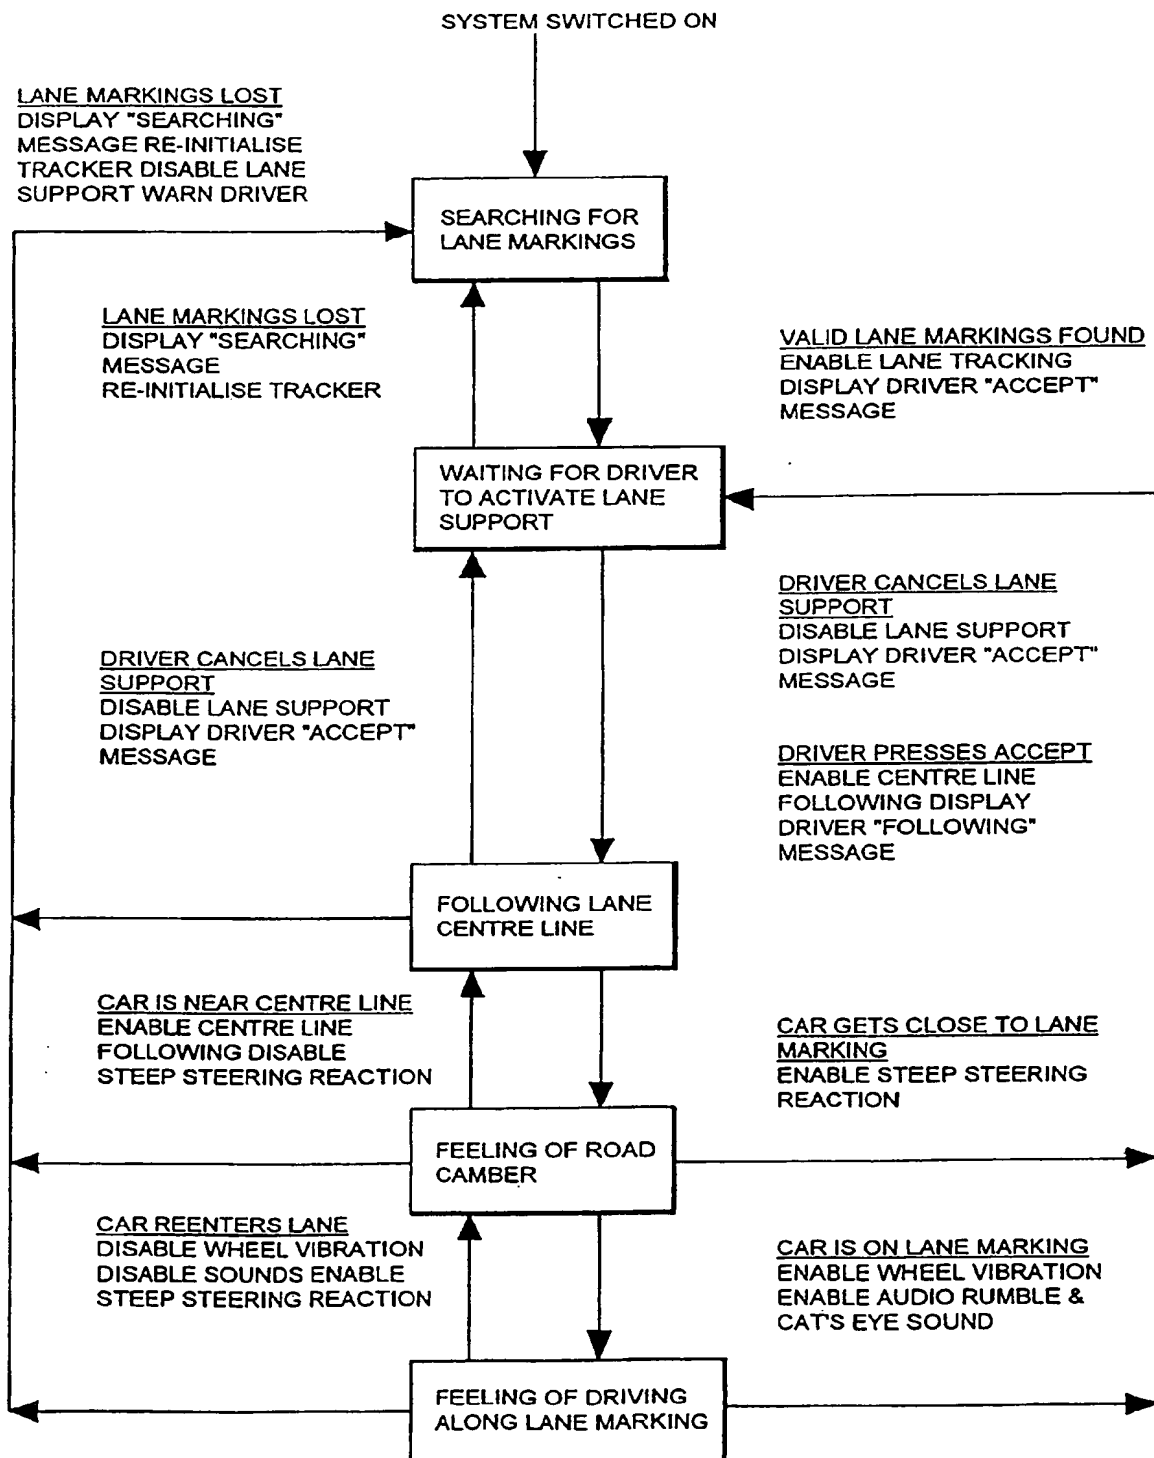 SYSTEM SWITCHED ON
LANE MARKINGS LOST
DISPLAY "SEARCHING"
MESSAGE RE-INITIALISE
TRACKER DISABLE LANE
SUPPORT WARN DRIVER
SEARCHING FOR
LANE MARKINGS
LANE MARKINGS LOST
DISPLAY "SEARCHING"
MESSAGE
RE-INITIALISE TRACKER
VALID LANE MARKINGS FOUND
ENABLE LANE TRACKING
DISPLAY DRIVER "ACCEPT"
MESSAGE
WAITING FOR DRIVER
TO ACTIVATE LANE
SUPPORT
DRIVER CANCELS LANE
SUPPORT
DISABLE LANE SUPPORT
DISPLAY DRIVER "ACCEPT"
MESSAGE
DRIVER CANCELS LANE
SUPPORT
DISABLE LANE SUPPORT
DISPLAY DRIVER "ACCEPT"
MESSAGE
DRIVER PRESSES ACCEPT
ENABLE CENTRE LINE
FOLLOWING DISPLAY
DRIVER "FOLLOWING"
MESSAGE
FOLLOWING LANE
CENTRE LINE
CAR IS NEAR CENTRE LINE
ENABLE CENTRE LINE
FOLLOWING DISABLE
STEEP STEERING REACTION
CAR GETS CLOSE TO LANE
MARKING
ENABLE STEEP STEERING
REACTION
FEELING OF ROAD
CAMBER
CAR REENTERS LANE
DISABLE WHEEL VIBRATION
DISABLE SOUNDS ENABLE
STEEP STEERING REACTION
CAR IS ON LANE MARKING
ENABLE WHEEL VIBRATION
ENABLE AUDIO RUMBLE &
CAT'S EYE SOUND
FEELING OF DRIVING
ALONG LANE MARKING